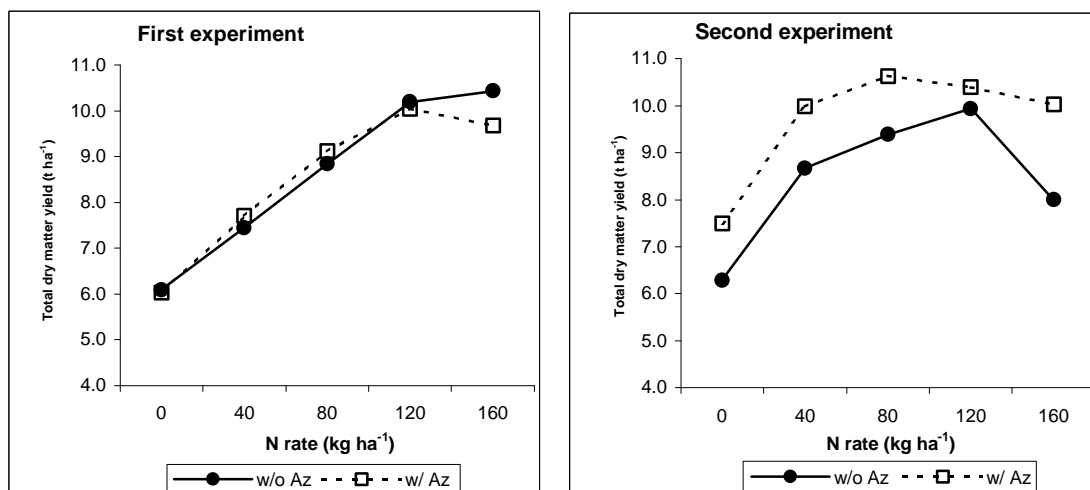 First experiment
Total dry matter yield (t ha⁻¹)
11.0
10.0
9.0
8.0
7.0
6.0
5.0
4.0
0 40 80 120 160
N rate (kg ha⁻¹)
w/o Az w/ Az
Second experiment
Total dry matter yield (t ha⁻¹)
11.0
10.0
9.0
8.0
7.0
6.0
5.0
4.0
0 40 80 120 160
N rate (kg ha⁻¹)
w/o Az w/ Az